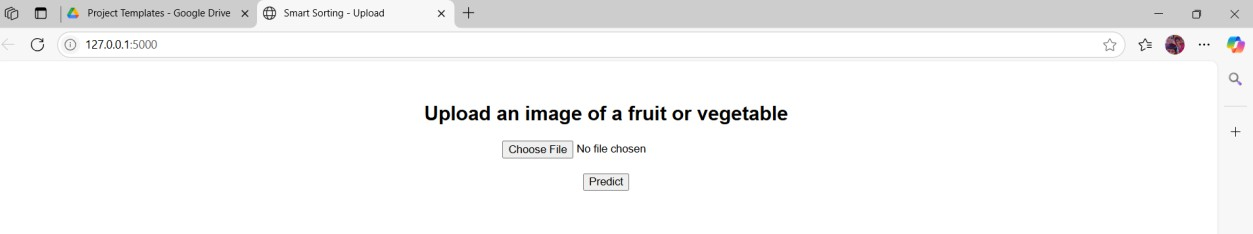 Project Templates - Google Drive
Smart Sorting - Upload
127.0.0.1:5000
Upload an image of a fruit or vegetable
Choose File No file chosen
Predict